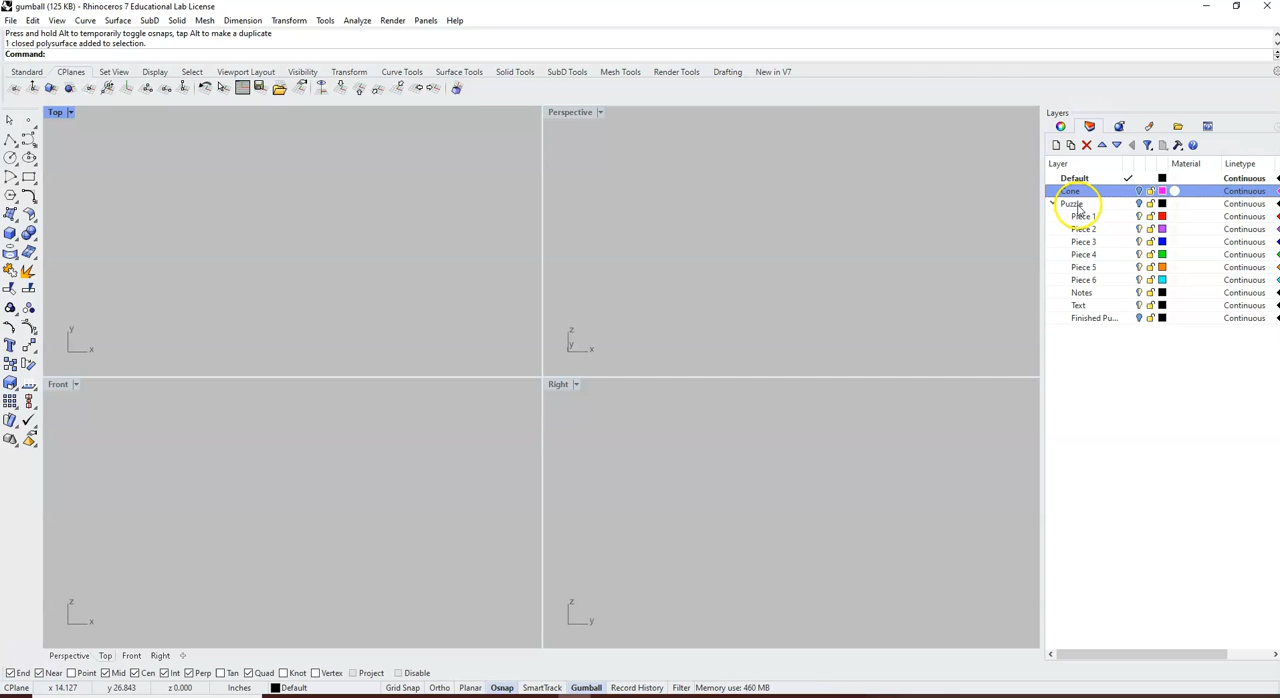 gumball (125 KB) - Rhinoceros 7 Educational Lab License
File Edit View Curve Surface SubD Solid Mesh Dimension Transform Tools Analyze Render Panels Help
Press and hold Alt to temporarily toggle osnaps, tap Alt to make a duplicate
1 closed polysurface added to selection.
Command:
Standard CPlanes Set View Display Select Viewport Layout Visibility Transform Curve Tools Surface Tools Solid Tools SubD Tools Mesh Tools Render Tools Drafting New in V7
Top
Perspective
Layers
Layer Material Linetype
Default Continuous
Cone Continuous
Puzzle Continuous
Piece 1 Continuous
Piece 2 Continuous
Piece 3 Continuous
Piece 4 Continuous
Piece 5 Continuous
Piece 6 Continuous
Notes Continuous
Text Continuous
Finished Pu... Continuous
y
x
z
y
x
Front
Right
z
x
z
y
Perspective Top Front Right
End Near Point Mid Cen Int Perp Tan Quad Knot Vertex Project Disable
CPlane x 14.127 y 26.843 z 0.000 Inches Default Grid Snap Ortho Planar Osnap SmartTrack Gumball Record History Filter Memory use: 460 MB